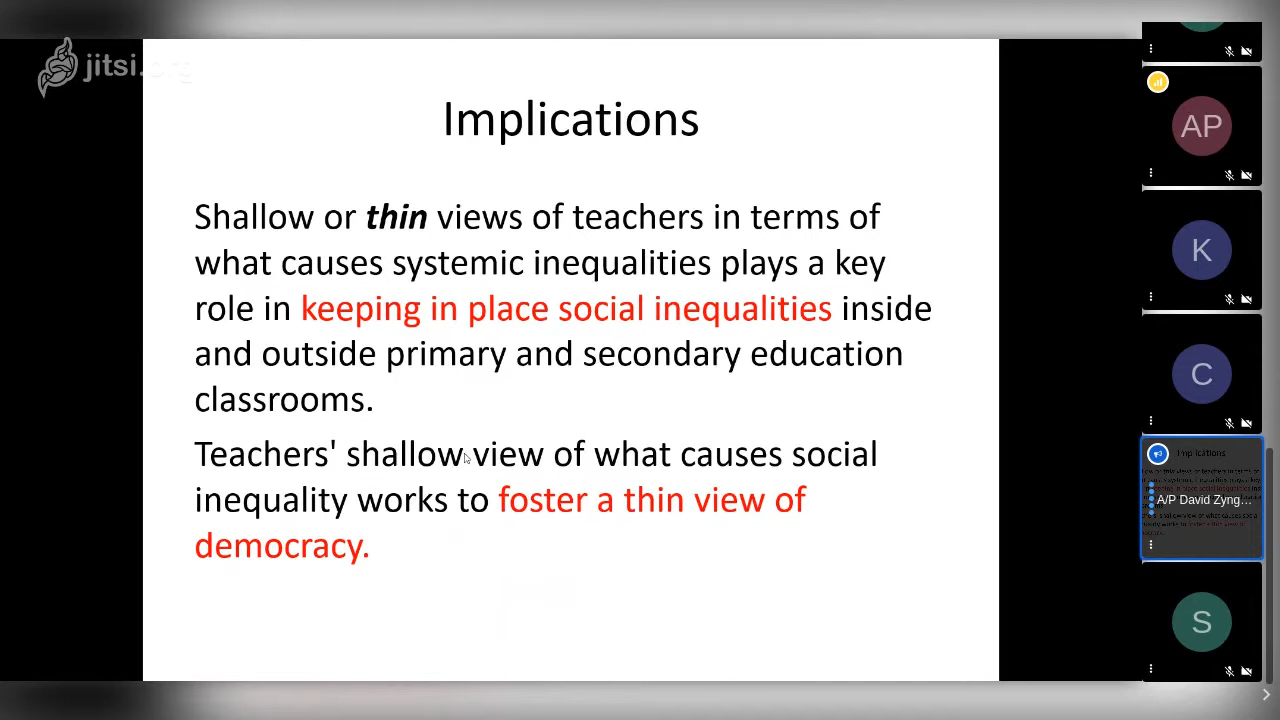 jitsi.org
Implications
Shallow or thin views of teachers in terms of
what causes systemic inequalities plays a key
role in keeping in place social inequalities inside
and outside primary and secondary education
classrooms.
Teachers' shallow view of what causes social
inequality works to foster a thin view of
democracy.
AP
K
C
Implications
A/P David Zyng...
S